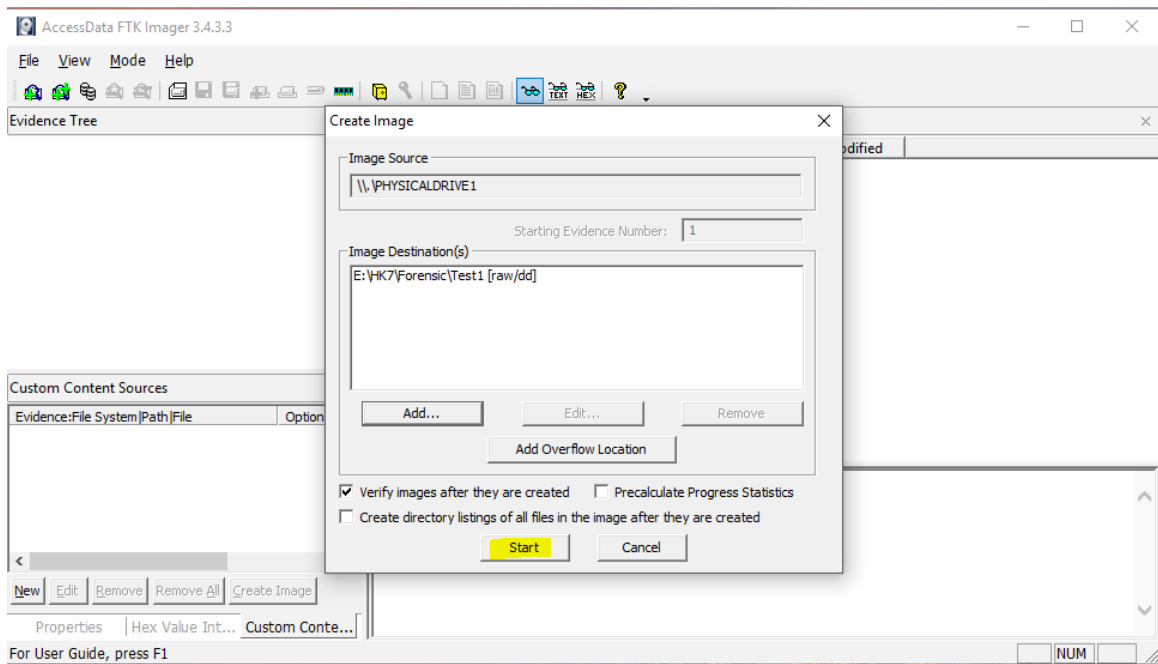 AccessData FTK Imager 3.4.3.3
File View Mode Help
TEXT HEX
Evidence Tree
Create Image
odified
Image Source
\\.\PHYSICALDRIVE1
Starting Evidence Number: 1
Image Destination(s)
E:\HK7\Forensic\Test1 [raw/dd]
Custom Content Sources
Evidence:File System|Path|File Option
Add... Edit... Remove
Add Overflow Location
Verify images after they are created Precalculate Progress Statistics
Create directory listings of all files in the image after they are created
Start Cancel
New Edit Remove Remove All Create Image
Properties Hex Value Int... Custom Conte...
For User Guide, press F1 NUM